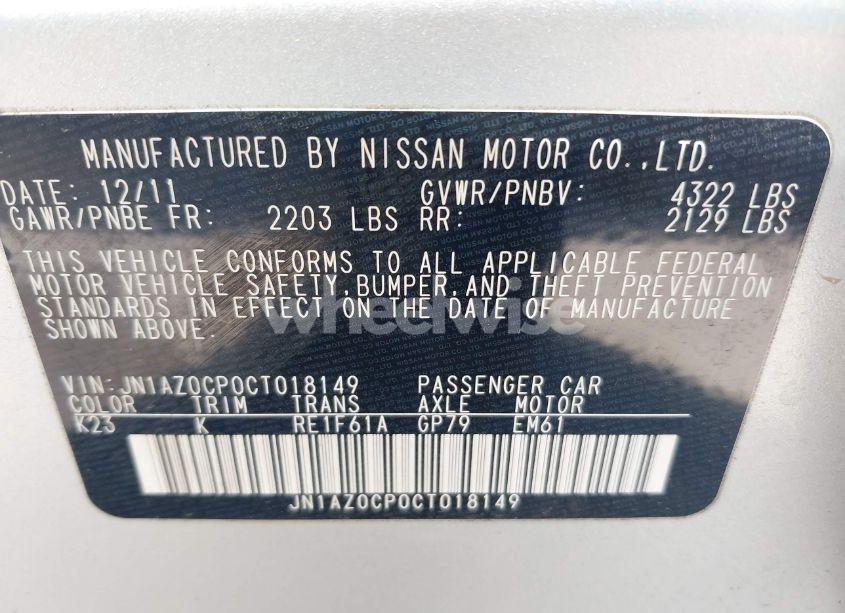 MANUFACTURED BY NISSAN MOTOR CO.,LTD.
DATE: 12/11 GVWR/PNBV: 4322 LBS
GAWR/PNBE FR: 2203 LBS RR: 2129 LBS
THIS VEHICLE CONFORMS TO ALL APPLICABLE FEDERAL
MOTOR VEHICLE SAFETY,BUMPER,AND THEFT PREVENTION
STANDARDS IN EFFECT ON THE DATE OF MANUFACTURE
SHOWN ABOVE.
wheelwise
VIN:JN1AZ0CP0CT018149 PASSENGER CAR
COLOR TRIM TRANS AXLE MOTOR
K23 K RE1F61A GP79 EM61
JN1AZ0CP0CT018149